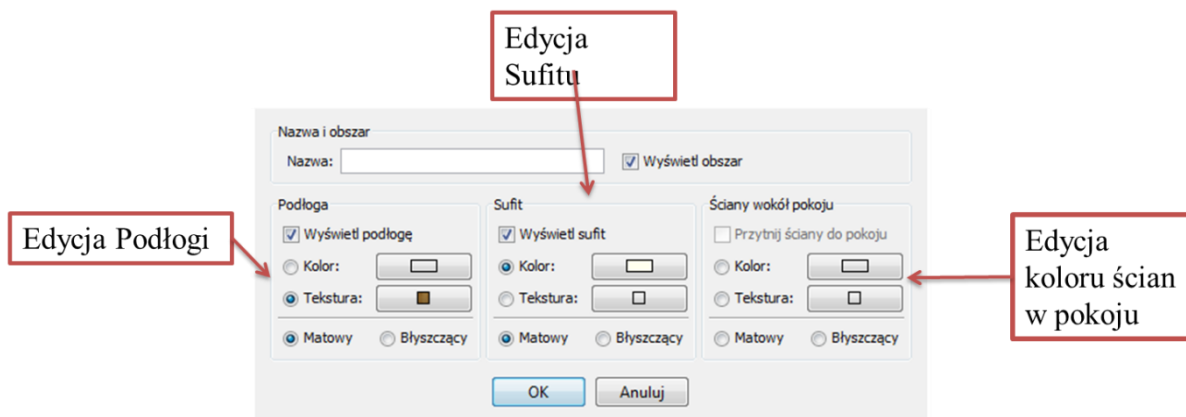 Edycja
Sufitu
Nazwa i obszar
Nazwa:
Wyświetl obszar
Edycja Podłogi
Podłoga
Wyświetl podłogę
Kolor:
Tekstura:
Matowy Błyszczący
Sufit
Wyświetl sufit
Kolor:
Tekstura:
Matowy Błyszczący
Ściany wokół pokoju
Przytnij ściany do pokoju
Kolor:
Tekstura:
Matowy Błyszczący
Edycja
koloru ścian
w pokoju
OK Anuluj